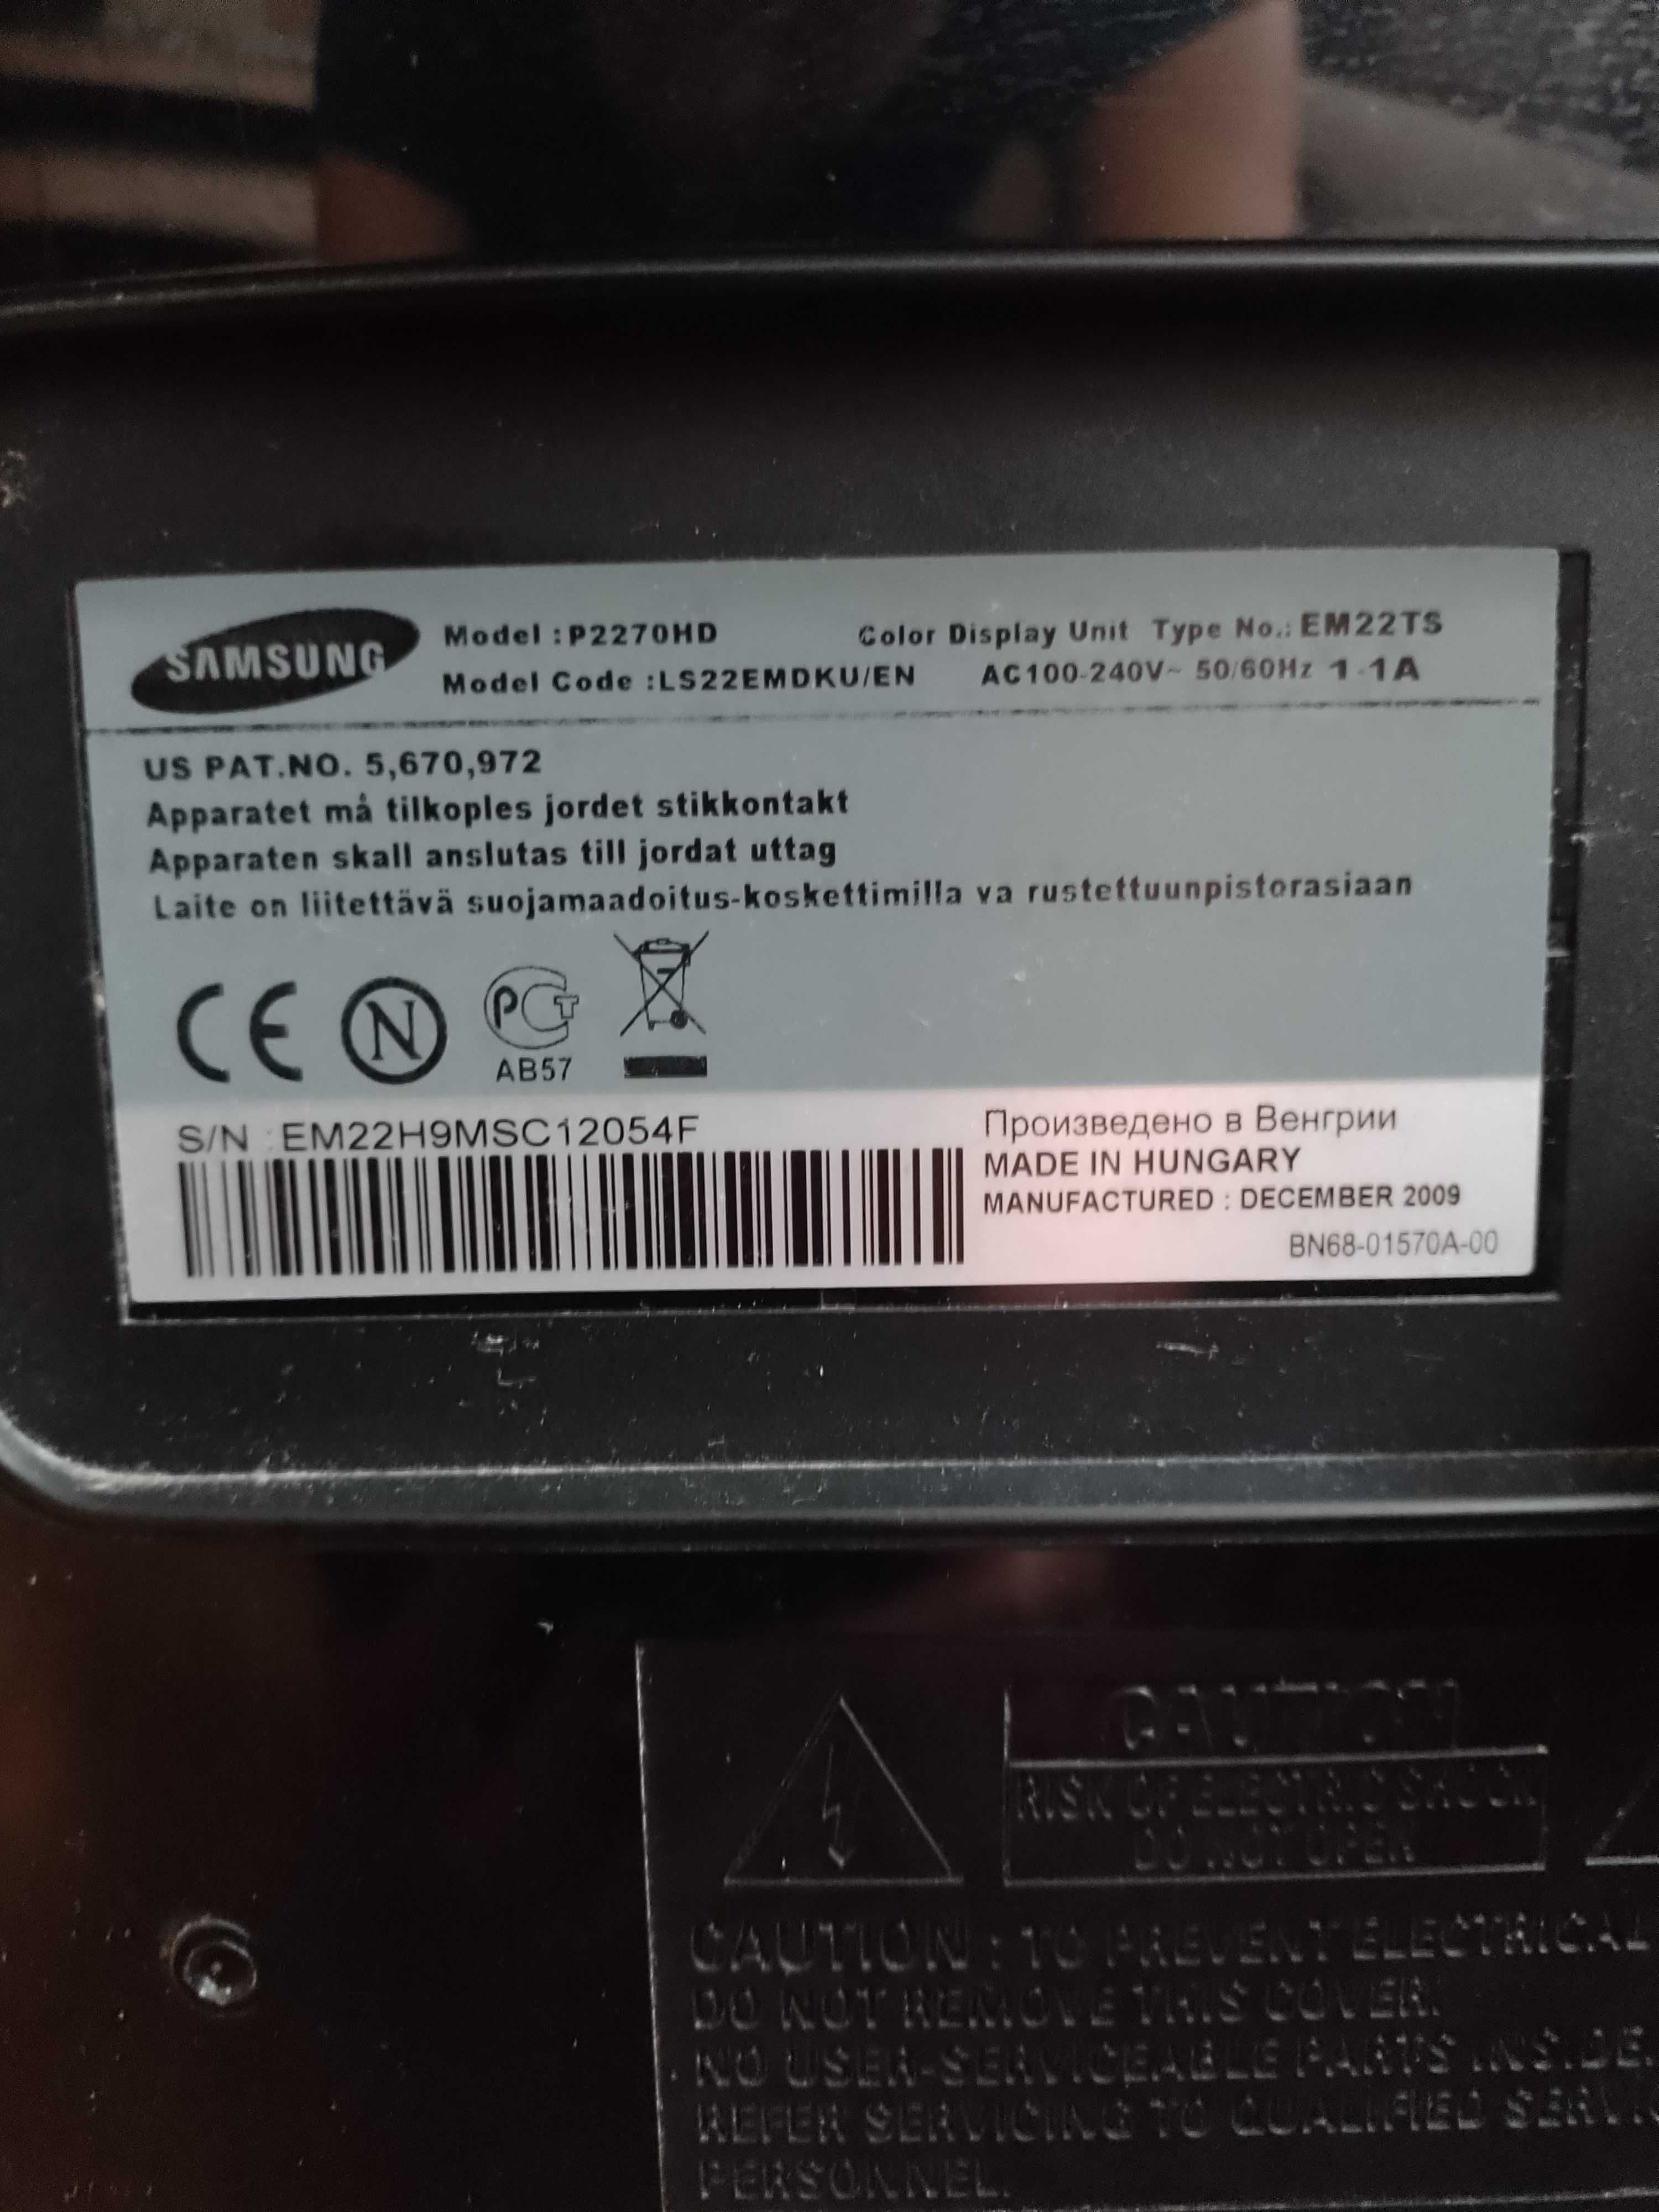 SAMSUNG
Model : P2270HD Color Display Unit Type No.: EM22TS
Model Code :LS22EMDKU/EN AC100-240V~ 50/60Hz 1.1A
US PAT.NO. 5,670,972
Apparatet må tilkoples jordet stikkontakt
Apparaten skall anslutas till jordat uttag
Laite on liitettävä suojamaadoitus-koskettimilla va rustettuunpistorasiaan
CE N РСТ
AB57
S/N : EM22H9MSC12054F
Произведено в Венгрии
MADE IN HUNGARY
MANUFACTURED : DECEMBER 2009
BN68-01570A-00
CAUTION
RISK OF ELECTRIC SHOCK
DO NOT OPEN
CAUTION : TO PREVENT ELECTRICAL
DO NOT REMOVE THIS COVER.
NO USER-SERVICEABLE PARTS INSIDE.
REFER SERVICING TO QUALIFIED
PERSONNEL.